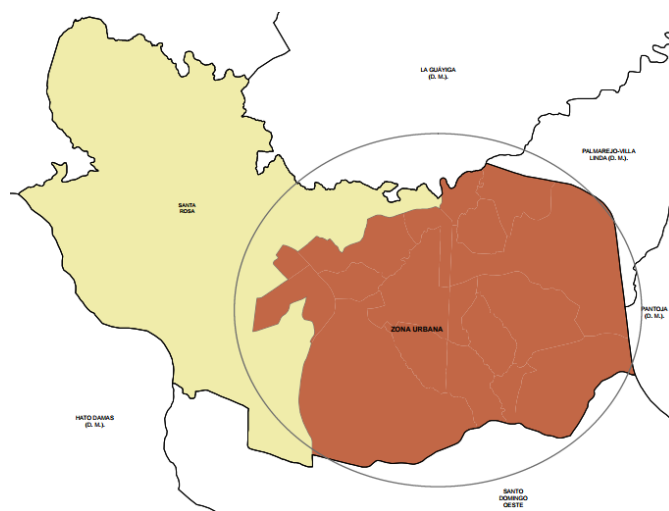 LA GUÁYIGA
(D. M.).
PALMAREJO-VILLA
LINDA (D. M.).
SANTA
ROSA
PANTOJA
(D. M.).
ZONA URBANA
HATO DAMAS
(D. M.).
SANTO
DOMINGO
OESTE